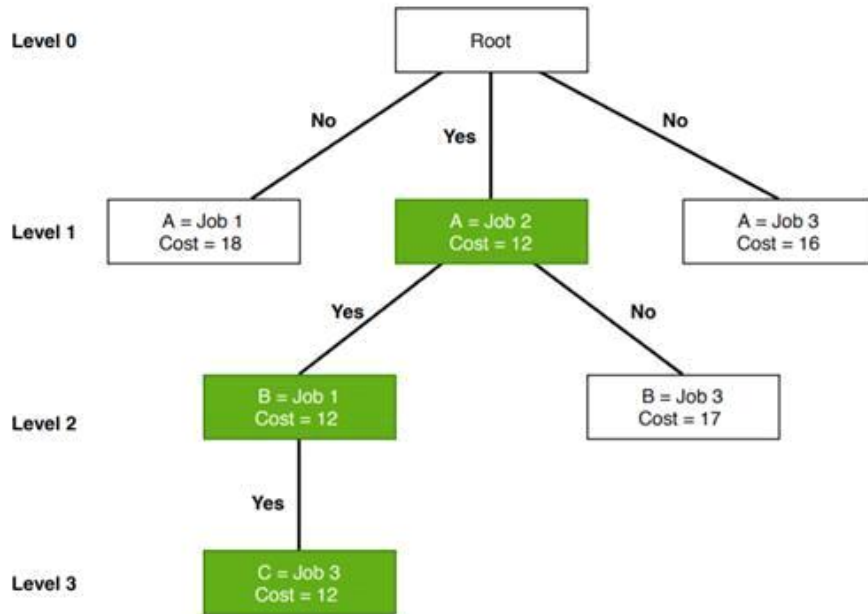 Level 0
Root
No
Yes
No
Level 1
A = Job 1
Cost = 18
A = Job 2
Cost = 12
A = Job 3
Cost = 16
Yes
No
Level 2
B = Job 1
Cost = 12
B = Job 3
Cost = 17
Yes
Level 3
C = Job 3
Cost = 12